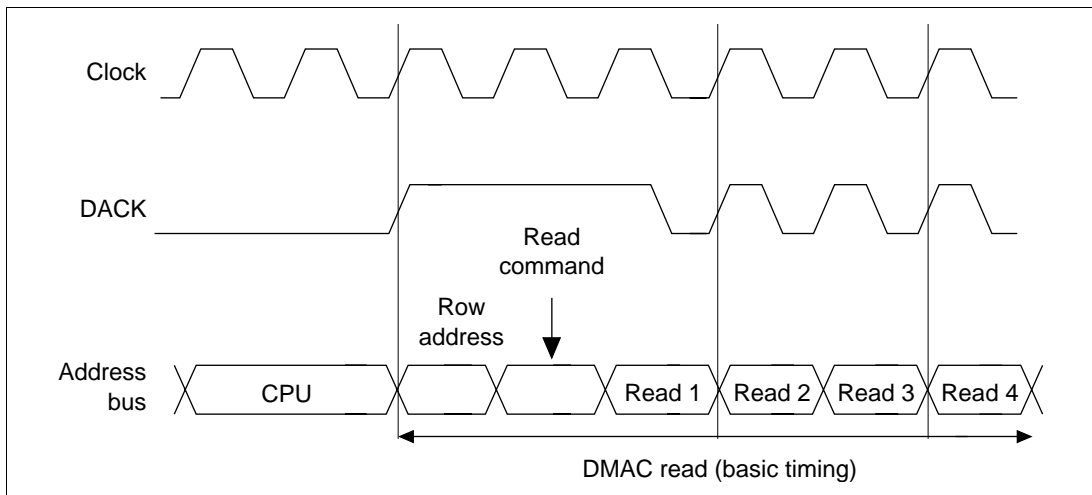 Clock
DACK
Read
command
Row
address
Address
bus
CPU
Read 1
Read 2
Read 3
Read 4
DMAC read (basic timing)